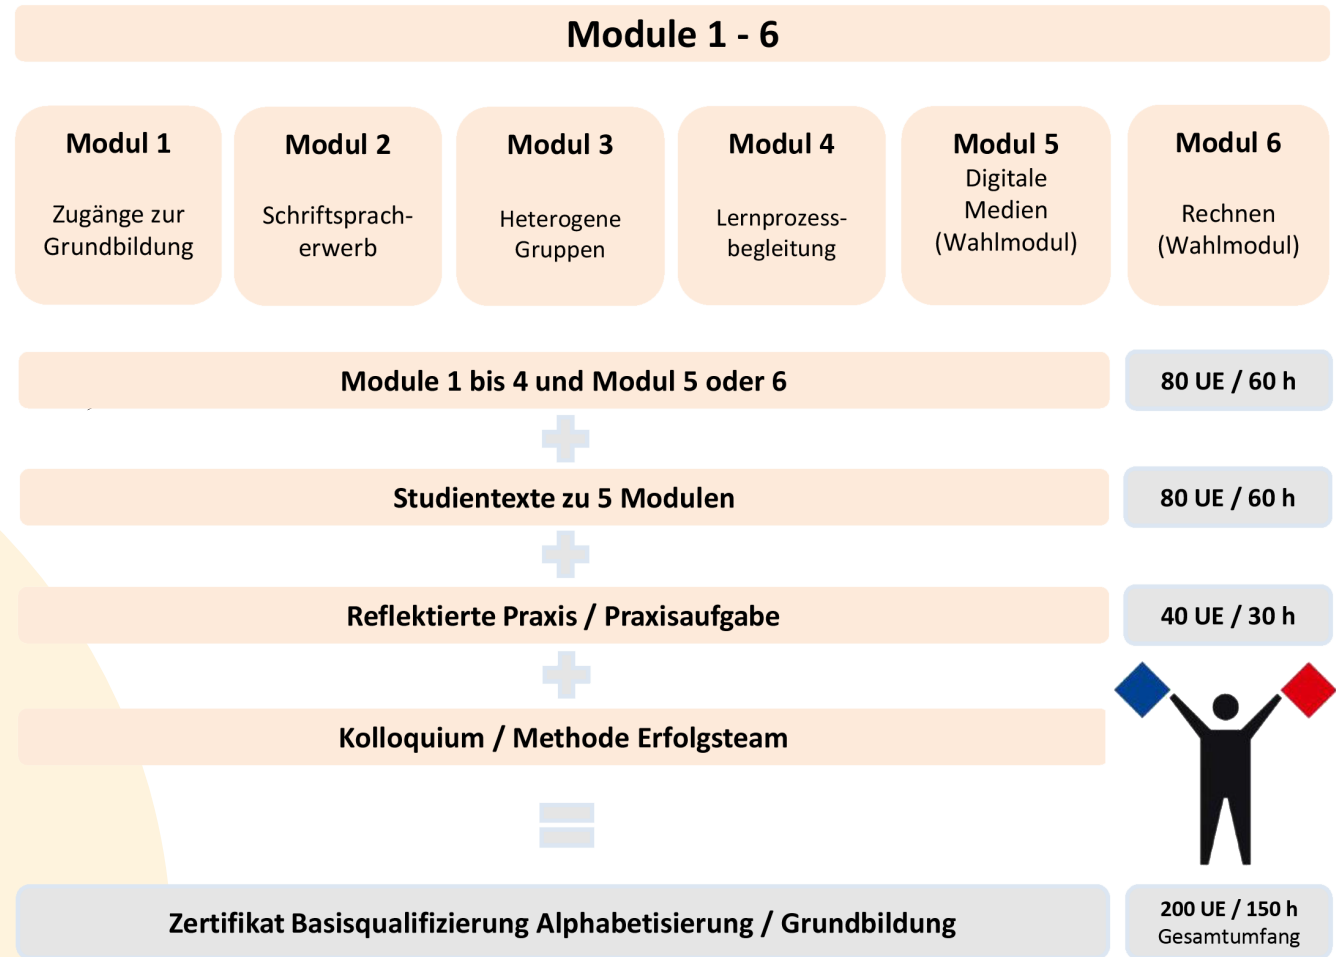 Module 1 - 6
Modul 1
Zugänge zur
Grundbildung
Modul 2
Schriftsprach-
erwerb
Modul 3
Heterogene
Gruppen
Modul 4
Lernprozess-
begleitung
Modul 5
Digitale
Medien
(Wahlmodul)
Modul 6
Rechnen
(Wahlmodul)
Module 1 bis 4 und Modul 5 oder 6
80 UE / 60 h
Studientexte zu 5 Modulen
80 UE / 60 h
Reflektierte Praxis / Praxisaufgabe
40 UE / 30 h
Kolloquium / Methode Erfolgsteam
Zertifikat Basisqualifizierung Alphabetisierung / Grundbildung
200 UE / 150 h
Gesamtumfang